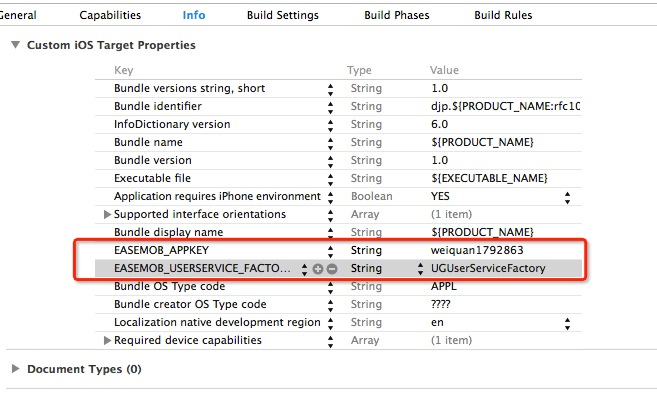 General Capabilities Info Build Settings Build Phases Build Rules
Custom iOS Target Properties
Key Type Value
Bundle versions string, short String 1.0
Bundle identifier String djp.${PRODUCT_NAME:rfc10
InfoDictionary version String 6.0
Bundle name String ${PRODUCT_NAME}
Bundle version String 1.0
Executable file String ${EXECUTABLE_NAME}
Application requires iPhone environment Boolean YES
Supported interface orientations Array (1 item)
Bundle display name String ${PRODUCT_NAME}
EASEMOB_APPKEY String weiquan1792863
EASEMOB_USERSERVICE_FACTO... String UGUserServiceFactory
Bundle OS Type code String APPL
Bundle creator OS Type code String ????
Localization native development region String en
Required device capabilities Array (1 item)
Document Types (0)